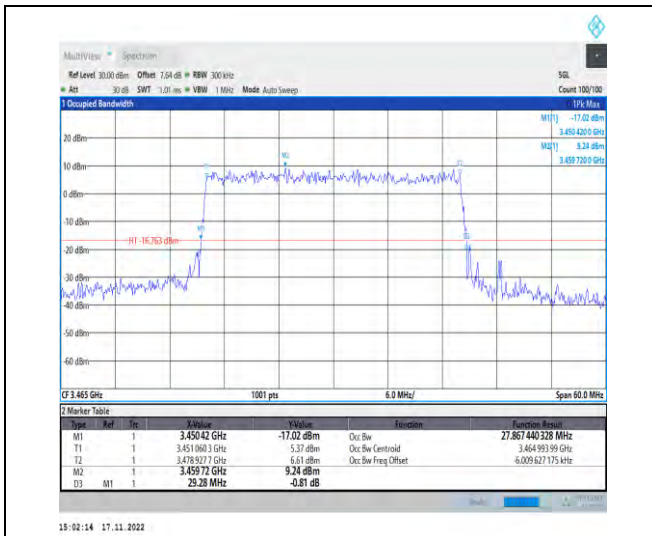 MultiView Spectrum
Ref Level 30.00 dBm Offset 7.64 dB RBW 300 kHz SGL
Att 30 dB SWT 1.01 ms VBW 1 MHz Mode Auto Sweep Count 100/100
1 Occupied Bandwidth 1Pk Max
M1[1] -17.02 dBm
3.450 420 0 GHz
M2[1] 9.24 dBm
3.459 720 0 GHz
20 dBm
10 dBm
0 dBm
-10 dBm
H1 -16.763 dBm
-20 dBm
-30 dBm
-40 dBm
-50 dBm
-60 dBm
M2
M1
CF 3.465 GHz 1001 pts 6.0 MHz/ Span 60.0 MHz
2 Marker Table
Type Ref Trc X-Value Y-Value Function Function Result
M1 1 3.45042 GHz -17.02 dBm Occ Bw 27.867 440 328 MHz
T1 1 3.451 060 3 GHz 5.37 dBm Occ Bw Centroid 3.464 993 99 GHz
T2 1 3.478 927 7 GHz 6.61 dBm Occ Bw Freq Offset -6.009 627 175 kHz
M2 1 3.459 72 GHz 9.24 dBm
D3 M1 1 29.28 MHz -0.81 dB
15:02:14 17.11.2022